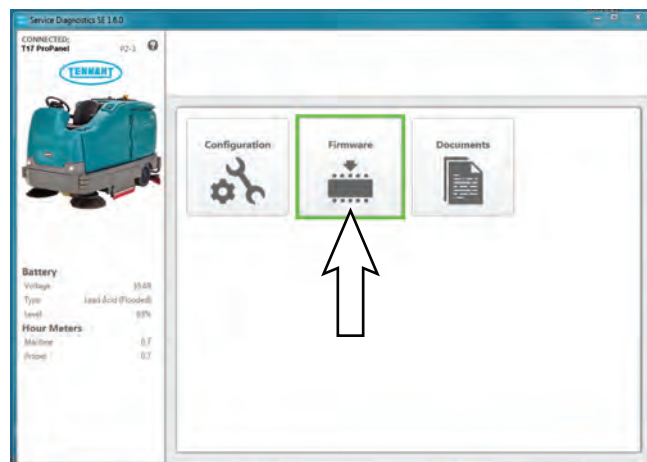 Service Diagnostics SE 1.6.0
CONNECTED:
T17 ProPanel
TENNANT
Configuration
Firmware
Documents
Battery
Voltage
Type Lead Acid (Flooded)
Level
Hour Meters
Machine 0.7
Propel 0.7